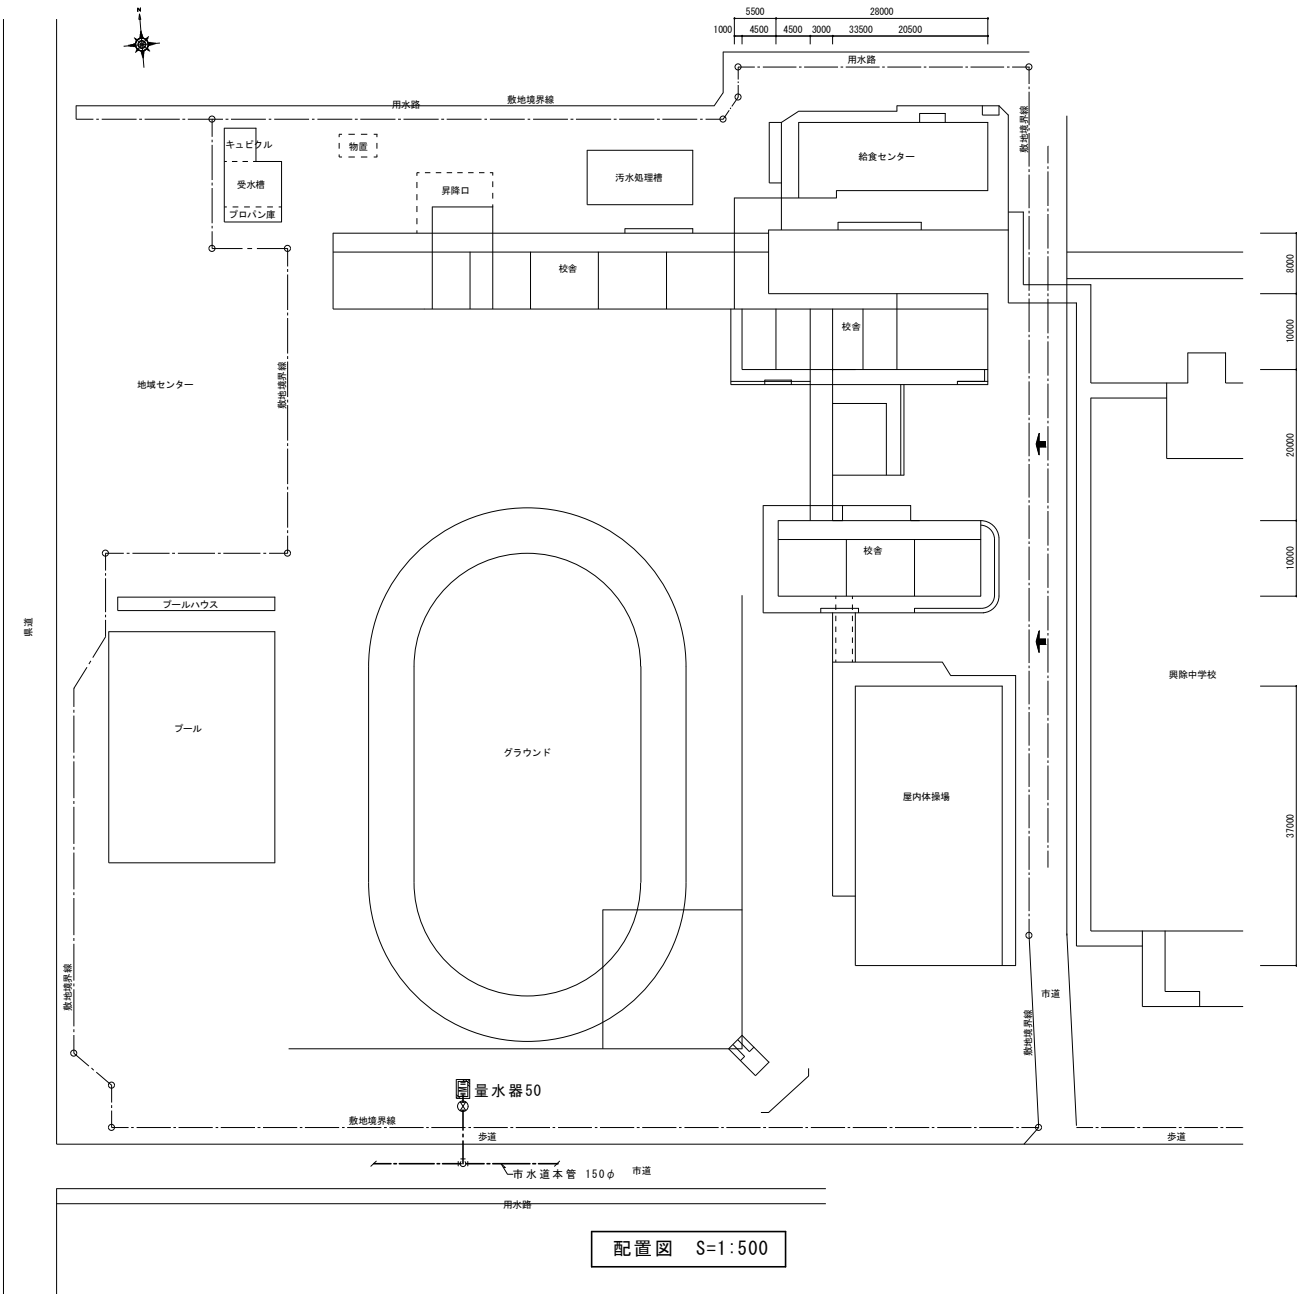 N
5500 28000
1000 4500 4500 3000 33500 20500
用水路
用水路
敷地境界線
敷地境界線
キュビクル
物置
給食センター
受水槽
昇降口
汚水処理槽
プロパン庫
校舎
8000
校舎
10000
地域センター
敷地境界線
20000
校舎
10000
プールハウス
県道
興除中学校
プール
グラウンド
屋内体操場
37000
敷地境界線
市道
敷地境界線
量水器50
敷地境界線
歩道
歩道
市水道本管 150φ
市道
用水路
配置図 S=1:500